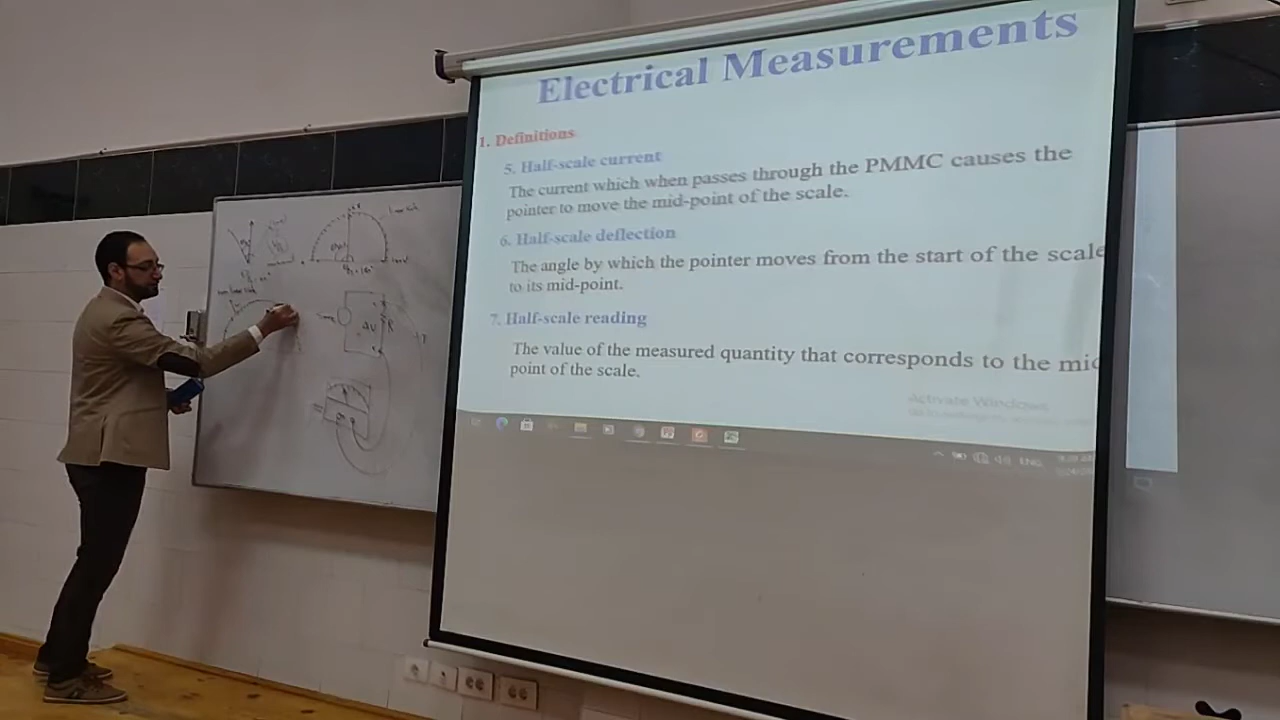 Electrical Measurements
1. Definitions
5. Half-scale current
The current which when passes through the PMMC causes the
pointer to move the mid-point of the scale.
6. Half-scale deflection
The angle by which the pointer moves from the start of the scale
to its mid-point.
7. Half-scale reading
The value of the measured quantity that corresponds to the mid
point of the scale.
Activate Windows
ENG
R